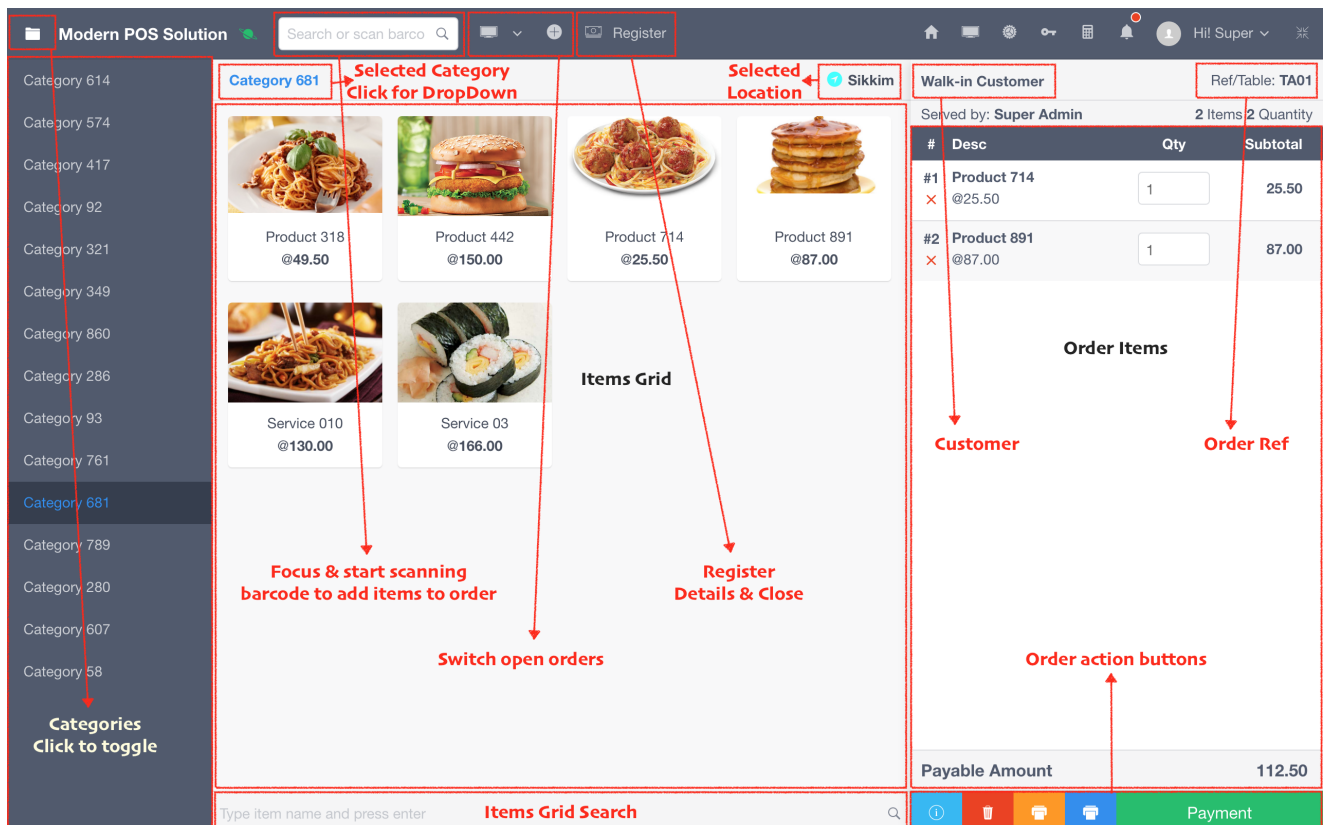 Modern POS Solution
Search or scan barco
Register
Hi! Super
Category 614
Category 574
Category 417
Category 92
Category 321
Category 349
Category 860
Category 286
Category 93
Category 761
Category 681
Category 789
Category 280
Category 607
Category 58
Categories
Click to toggle
Category 681
Selected Category
Click for DropDown
Selected
Location
Sikkim
Product 318
@49.50
Product 442
@150.00
Product 714
@25.50
Product 891
@87.00
Service 010
@130.00
Service 03
@166.00
Items Grid
Focus & start scanning
barcode to add items to order
Register
Details & Close
Switch open orders
Type item name and press enter
Items Grid Search
Walk-in Customer
Ref/Table: TA01
Served by: Super Admin
2 Items 2 Quantity
# Desc Qty Subtotal
#1 Product 714 1 25.50
@25.50
#2 Product 891 1 87.00
@87.00
Order Items
Customer
Order Ref
Order action buttons
Payable Amount 112.50
Payment